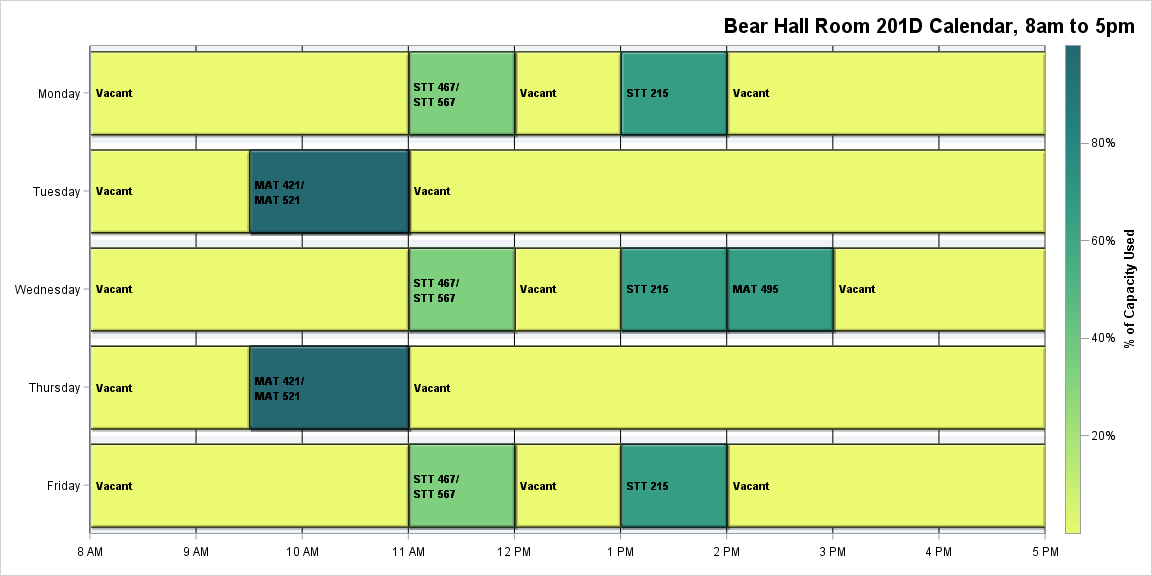 Bear Hall Room 201D Calendar, 8am to 5pm
Monday
Vacant
STT 467/
STT 567
Vacant
STT 215
Vacant
Tuesday
Vacant
MAT 421/
MAT 521
Vacant
Wednesday
Vacant
STT 467/
STT 567
Vacant
STT 215
MAT 495
Vacant
Thursday
Vacant
MAT 421/
MAT 521
Vacant
Friday
Vacant
STT 467/
STT 567
Vacant
STT 215
Vacant
8 AM
9 AM
10 AM
11 AM
12 PM
1 PM
2 PM
3 PM
4 PM
5 PM
80%
60%
40%
20%
% of Capacity Used